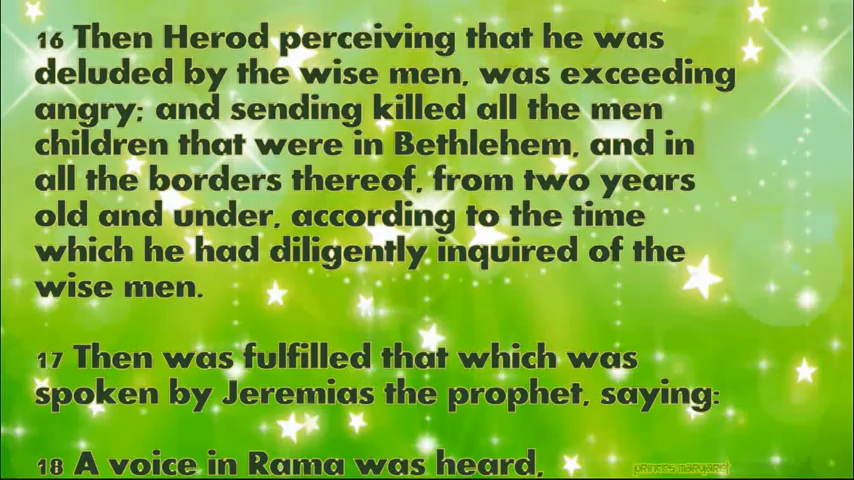 16 Then Herod perceiving that he was
deluded by the wise men, was exceeding
angry; and sending killed all the men
children that were in Bethlehem, and in
all the borders thereof, from two years
old and under, according to the time
which he had diligently inquired of the
wise men.
17 Then was fulfilled that which was
spoken by Jeremias the prophet, saying:
18 A voice in Rama was heard,